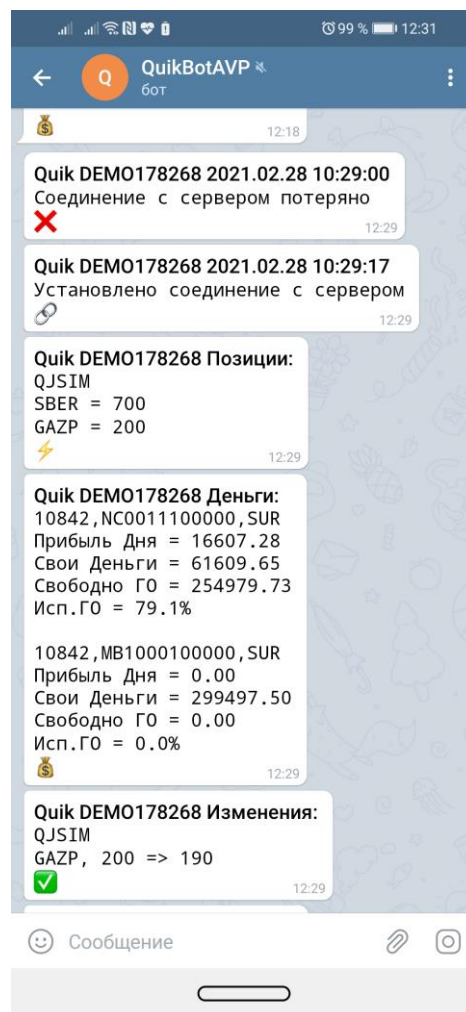 99 % 12:31
Q
QuikBotAVP
бот
12:18
Quik DEMO178268 2021.02.28 10:29:00
Соединение с сервером потеряно
12:29
Quik DEMO178268 2021.02.28 10:29:17
Установлено соединение с сервером
12:29
Quik DEMO178268 Позиции:
QJSIM
SBER = 700
GAZP = 200
12:29
Quik DEMO178268 Деньги:
10842,NC0011100000,SUR
Прибыль Дня = 16607.28
Свои Деньги = 61609.65
Свободно ГО = 254979.73
Исп.ГО = 79.1%
10842,MB1000100000,SUR
Прибыль Дня = 0.00
Свои Деньги = 299497.50
Свободно ГО = 0.00
Исп.ГО = 0.0%
12:29
Quik DEMO178268 Изменения:
QJSIM
GAZP, 200 => 190
12:29
Сообщение